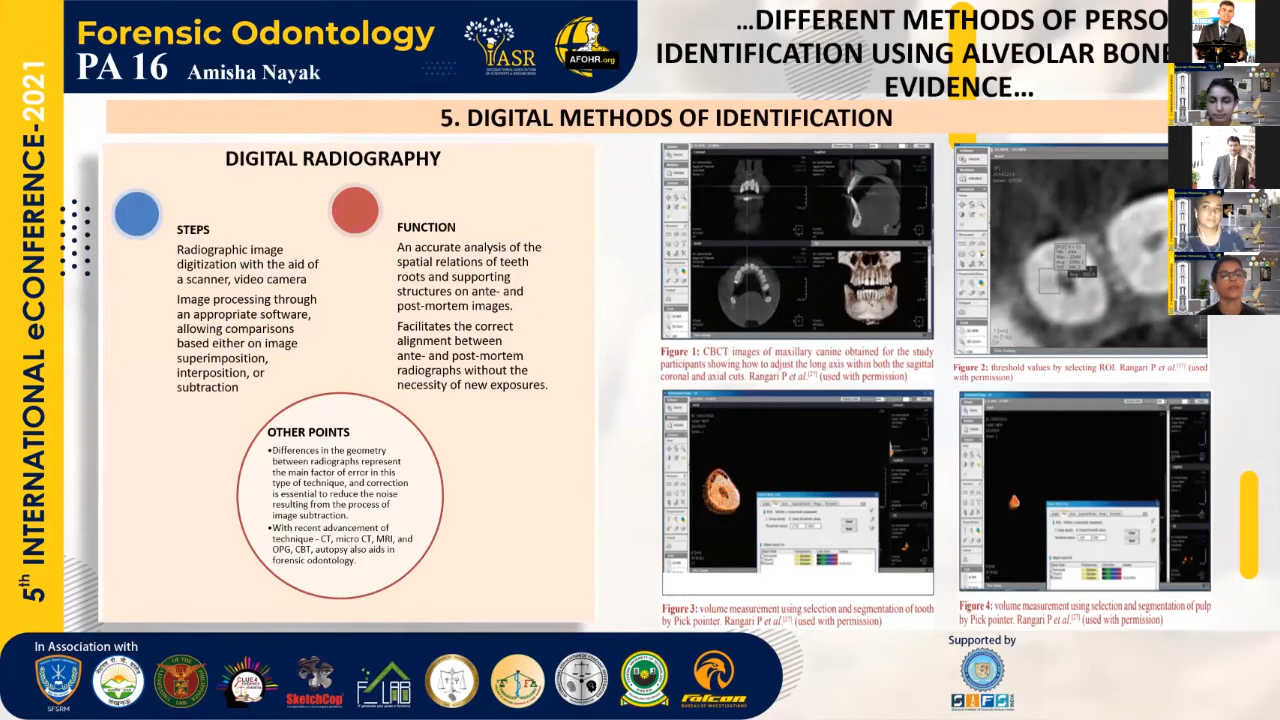 5th INTERNATIONAL eCONFERENCE-2021
Forensic Odontology
PA 16
IASR
AFOHR.org
...DIFFERENT METHODS OF PERSO
IDENTIFICATION USING ALVEOLAR BONE
EVIDENCE...
5. DIGITAL METHODS OF IDENTIFICATION
DIGITAL RADIOGRAPHY
STEPS
Radiographic image
digitization with the aid of
a scanner, video camera
Image processing through
an appropriate software,
allowing comparisons
based either on image
superimposition,
interposition, or
subtraction
FUNCTION
An accurate analysis of the
spatial relations of teeth
roots and supporting
structures on ante- and
post-mortem images.
Facilitates the correct
alignment between
ante- and post-mortem
radiographs without the
necessity of new exposures.
OTHER POINTS
•Differences in the geometry
between radiographs represent
the main factor of error in this
type of technique, and correction
is essential to reduce the noise
resulting from the process of
image subtraction.
•With recent advancement of
technique - CT, micro CT, MRI, and
OPG, CBT, autopsy also aids in
forensic odontology.
Figure 1: CBCT images of maxillary canine obtained for the study
participants showing how to adjust the long axis within both the sagittal
coronal and axial cuts. Rangari P et al.[27] (used with permission)
Figure 2: threshold values by selecting ROI. Rangari P et al.[27] (used
with permission)
Figure 3: volume measurement using selection and segmentation of tooth
by Pick pointer. Rangari P et al.[27] (used with permission)
Figure 4: volume measurement using selection and segmentation of pulp
by Pick pointer. Rangari P et al.[27] (used with permission)
In Association with
SFSRM
CLUE4
SketchCop
F-LAB
FALCON
BUREAU OF INVESTIGATIONS
Supported by
SIFS
INDIA